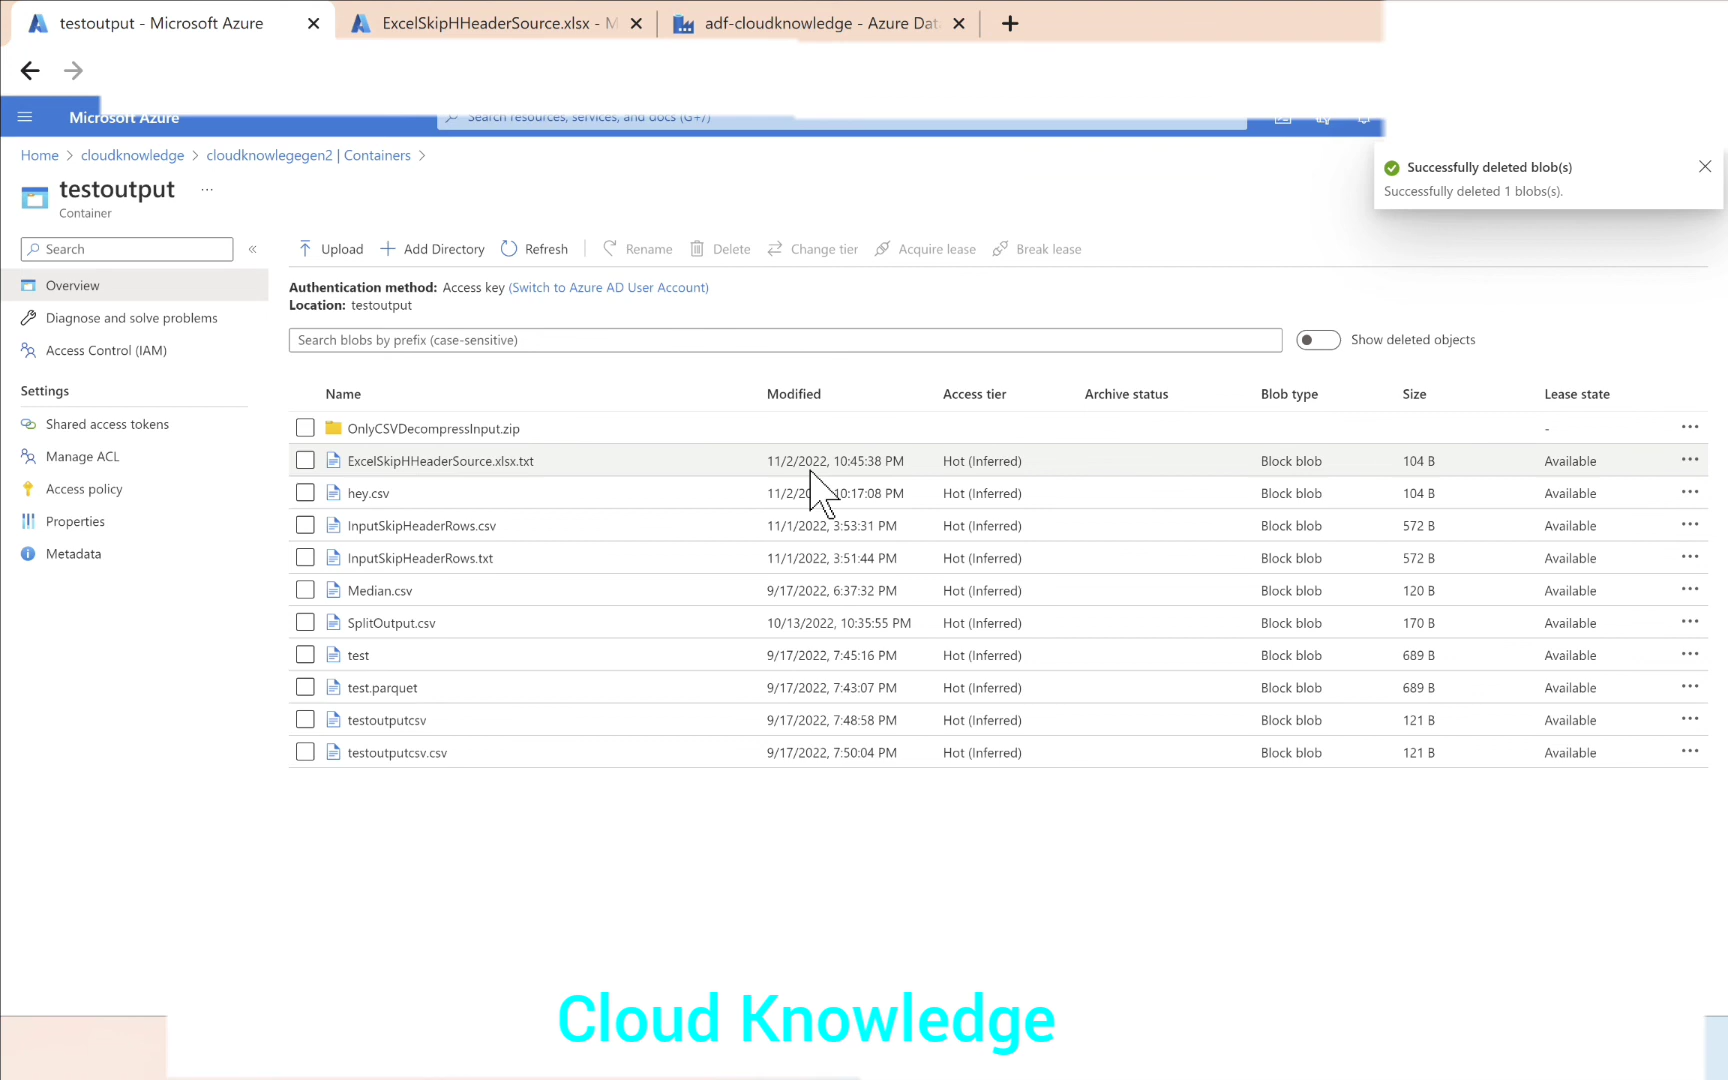 testoutput - Microsoft Azure
ExcelSkipHHeaderSource.xlsx - M
adf-cloudknowledge - Azure Dat
Microsoft Azure
Search resources, services, and docs (G+/)
Home > cloudknowledge > cloudknowlegegen2 | Containers >
testoutput ...
Container
Successfully deleted blob(s)
Successfully deleted 1 blobs(s).
Search «
Upload Add Directory Refresh Rename Delete Change tier Acquire lease Break lease
Overview
Diagnose and solve problems
Access Control (IAM)
Settings
Shared access tokens
Manage ACL
Access policy
Properties
Metadata
Authentication method: Access key (Switch to Azure AD User Account)
Location: testoutput
Search blobs by prefix (case-sensitive)
Show deleted objects
Name Modified Access tier Archive status Blob type Size Lease state
OnlyCSVDecompressInput.zip -
ExcelSkipHHeaderSource.xlsx.txt 11/2/2022, 10:45:38 PM Hot (Inferred) Block blob 104 B Available
hey.csv 11/2/20 10:17:08 PM Hot (Inferred) Block blob 104 B Available
InputSkipHeaderRows.csv 11/1/2022, 3:53:31 PM Hot (Inferred) Block blob 572 B Available
InputSkipHeaderRows.txt 11/1/2022, 3:51:44 PM Hot (Inferred) Block blob 572 B Available
Median.csv 9/17/2022, 6:37:32 PM Hot (Inferred) Block blob 120 B Available
SplitOutput.csv 10/13/2022, 10:35:55 PM Hot (Inferred) Block blob 170 B Available
test 9/17/2022, 7:45:16 PM Hot (Inferred) Block blob 689 B Available
test.parquet 9/17/2022, 7:43:07 PM Hot (Inferred) Block blob 689 B Available
testoutputcsv 9/17/2022, 7:48:58 PM Hot (Inferred) Block blob 121 B Available
testoutputcsv.csv 9/17/2022, 7:50:04 PM Hot (Inferred) Block blob 121 B Available
Cloud Knowledge